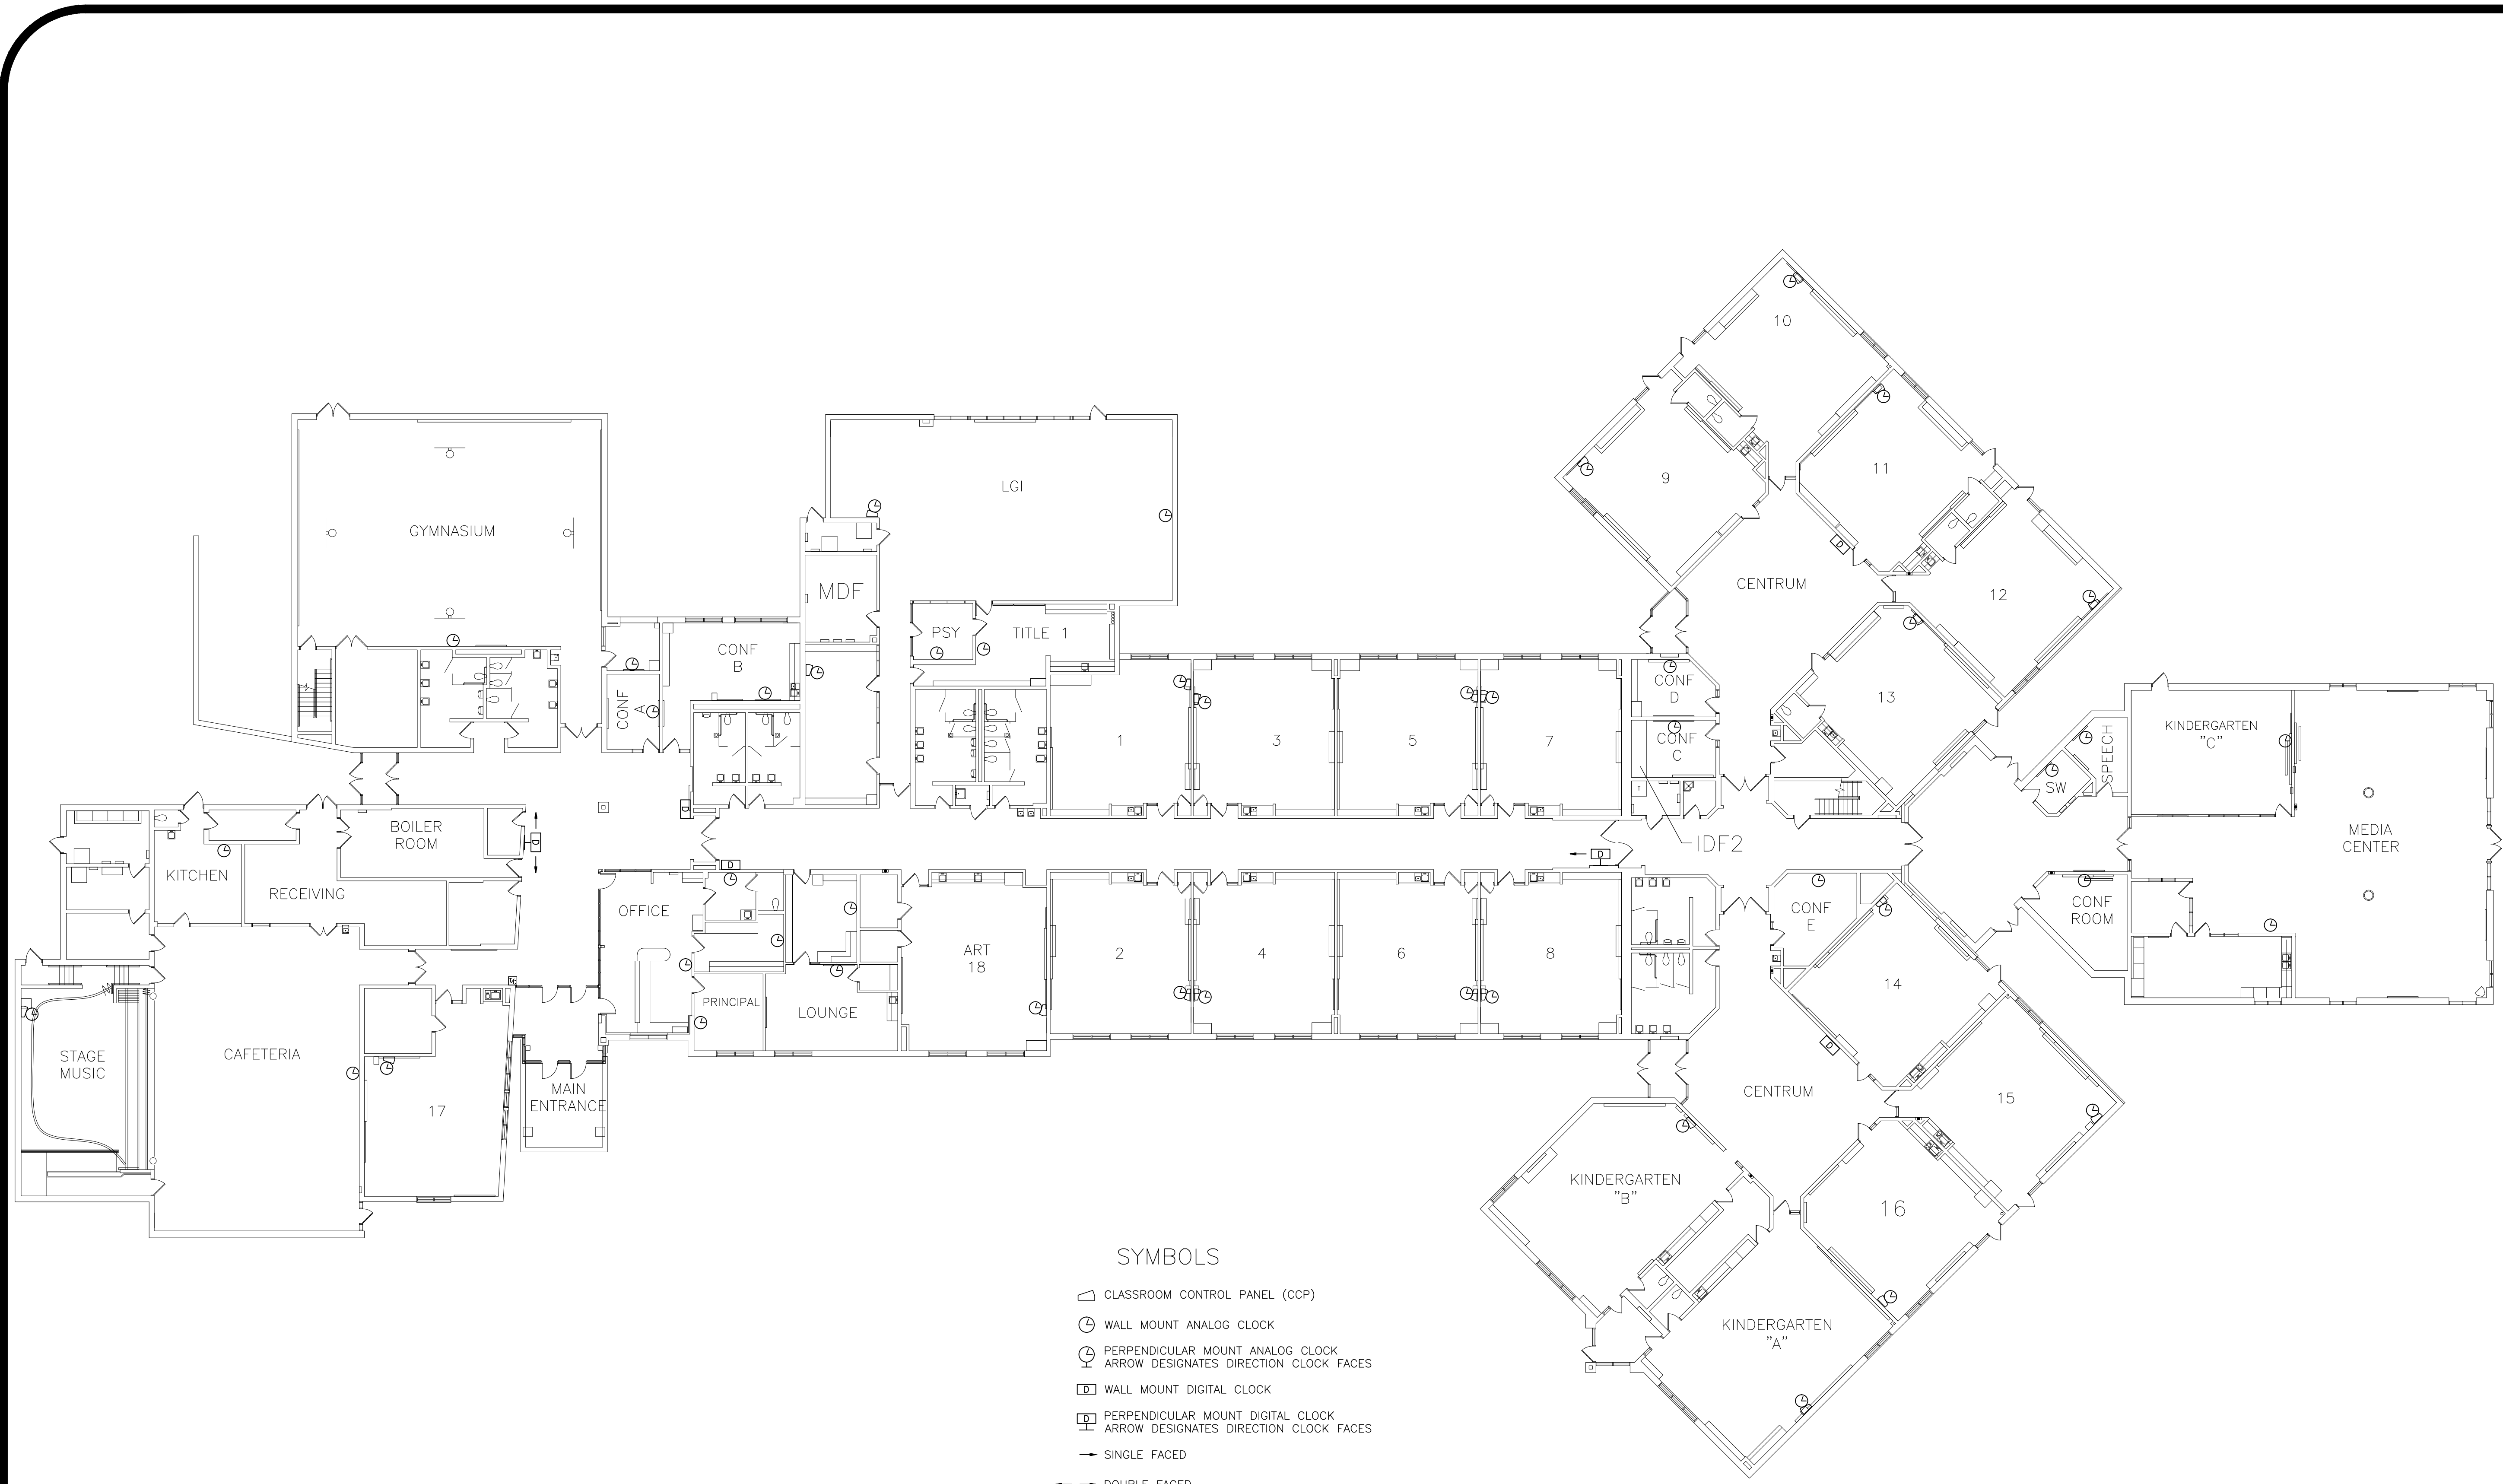 10
9
11
LGI
GYMNASIUM
CENTRUM
MDF
12
PSY
TITLE 1
CONF
B
CONF
A
CONF
D
13
CONF
C
1
3
5
7
KINDERGARTEN
"C"
SPEECH
SW
BOILER
ROOM
IDF2
MEDIA
CENTER
KITCHEN
RECEIVING
OFFICE
CONF
E
CONF
ROOM
ART
18
2
4
6
8
14
PRINCIPAL
LOUNGE
STAGE
MUSIC
CAFETERIA
17
MAIN
ENTRANCE
CENTRUM
15
KINDERGARTEN
"B"
16
KINDERGARTEN
"A"
D
D
D
D
D
D
SYMBOLS
CLASSROOM CONTROL PANEL (CCP)
WALL MOUNT ANALOG CLOCK
PERPENDICULAR MOUNT ANALOG CLOCK
ARROW DESIGNATES DIRECTION CLOCK FACES
D WALL MOUNT DIGITAL CLOCK
D PERPENDICULAR MOUNT DIGITAL CLOCK
ARROW DESIGNATES DIRECTION CLOCK FACES
SINGLE FACED
DOUBLE FACED